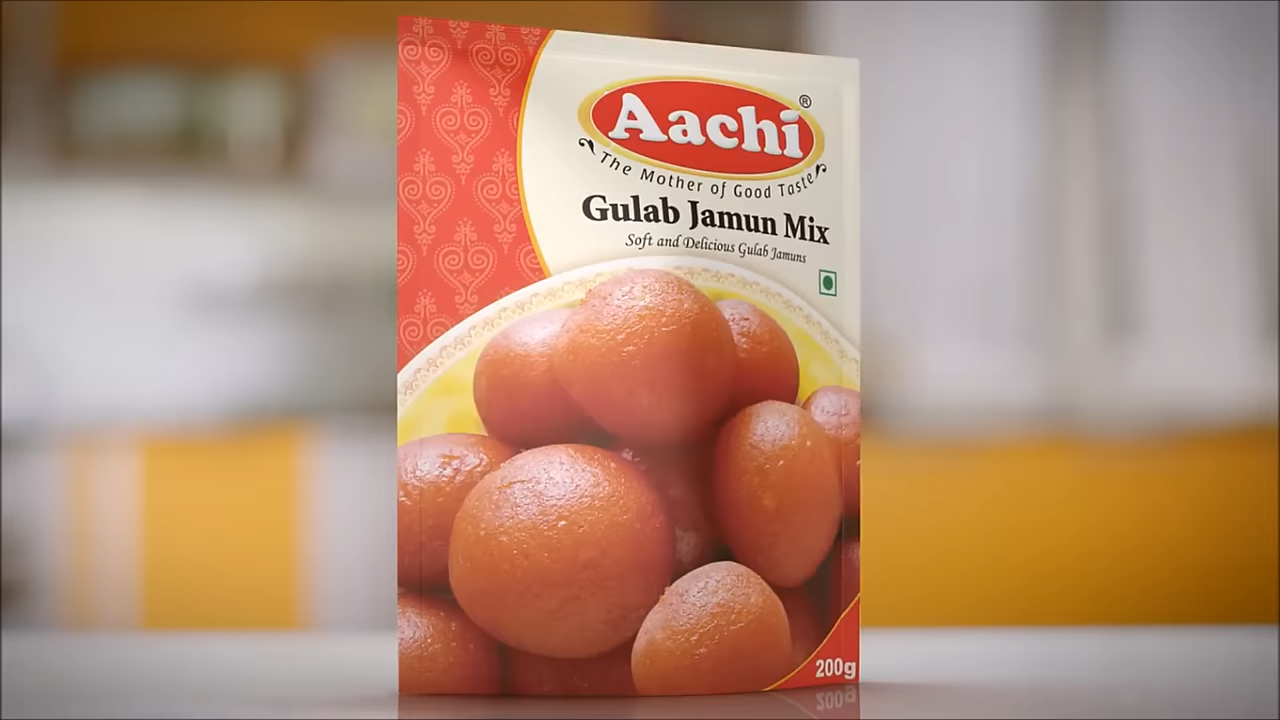 Aachi®
The Mother of Good Taste
Gulab Jamun Mix
Soft and Delicious Gulab Jamuns
200g